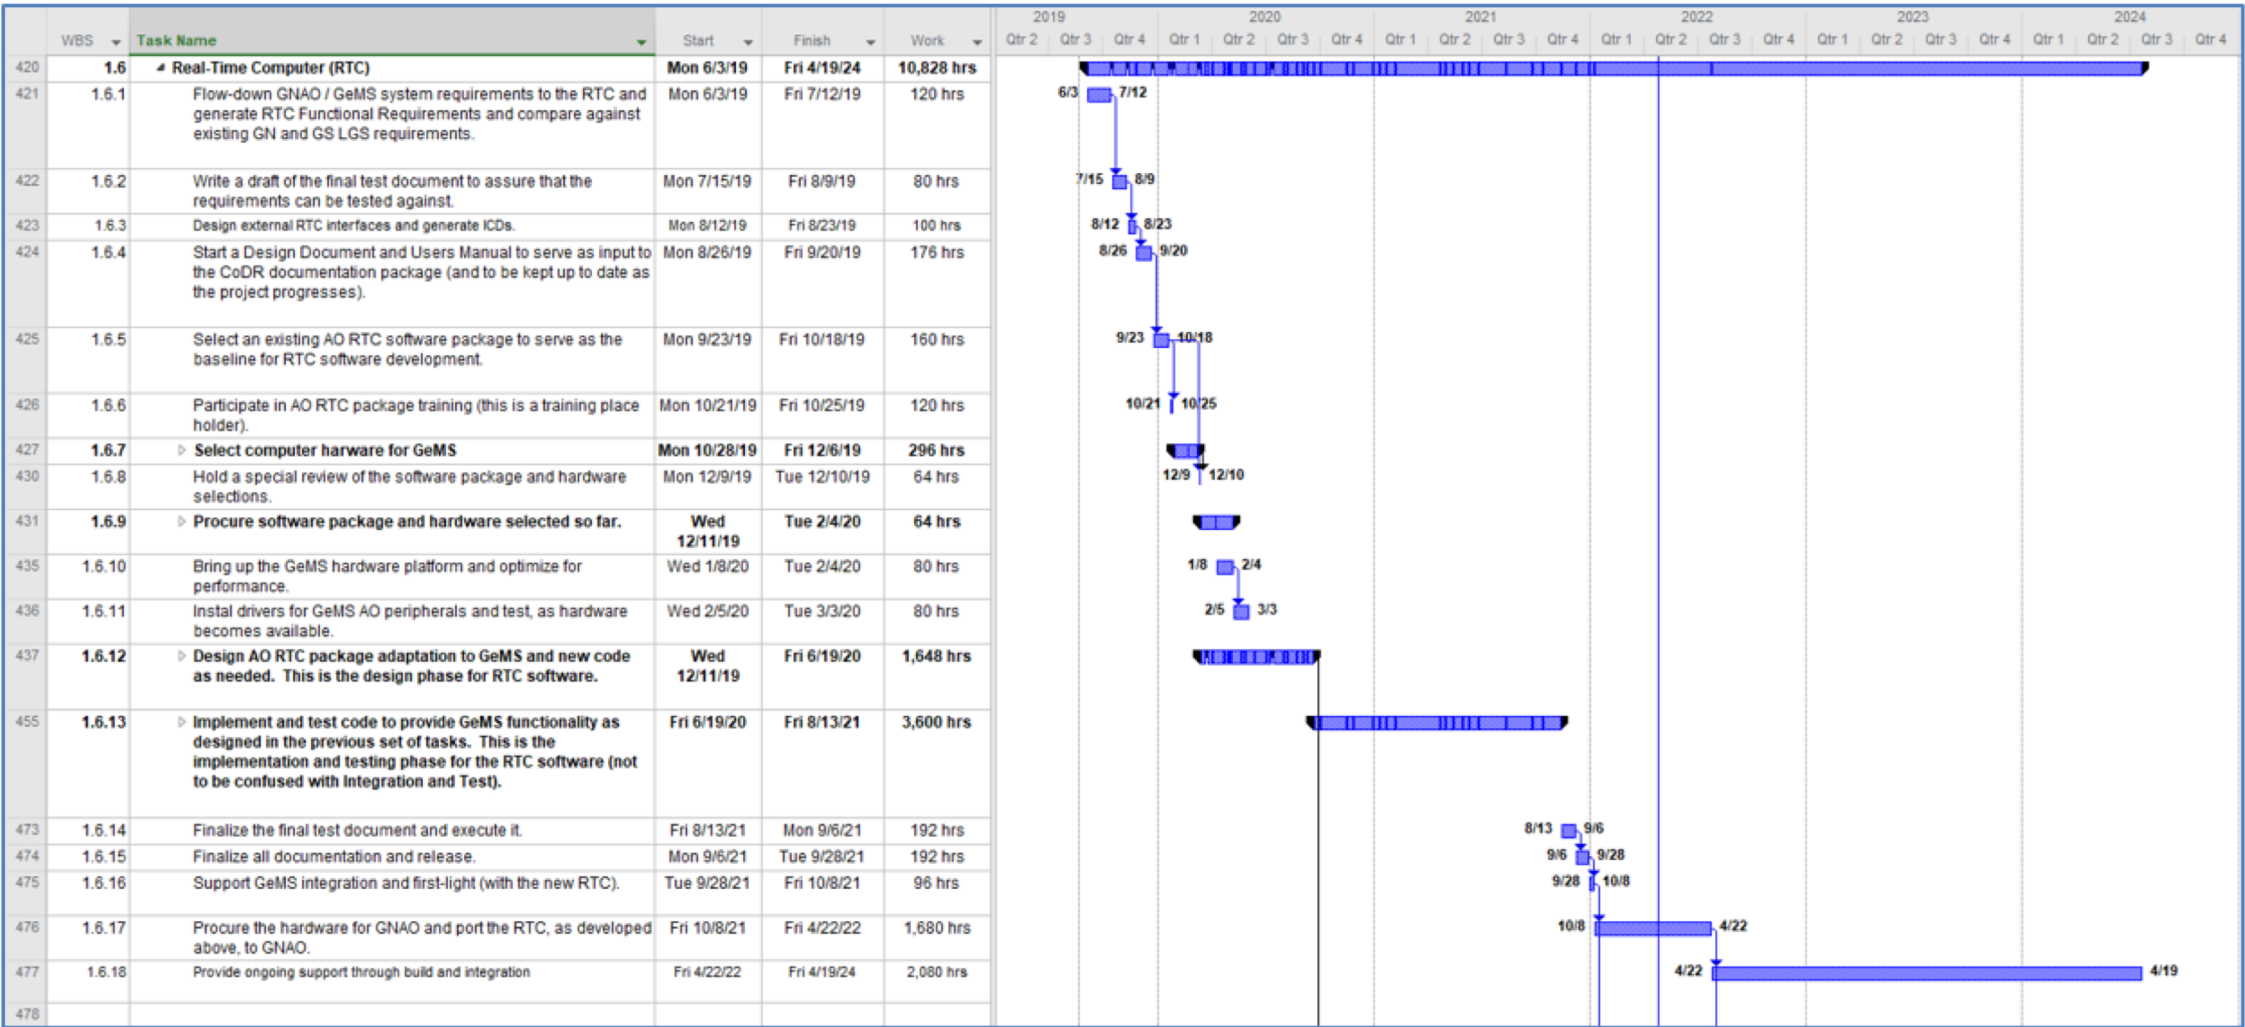 2019 2020 2021 2022 2023 2024
WBS Task Name Start Finish Work Qtr 2 Qtr 3 Qtr 4 Qtr 1 Qtr 2 Qtr 3 Qtr 4 Qtr 1 Qtr 2 Qtr 3 Qtr 4 Qtr 1 Qtr 2 Qtr 3 Qtr 4 Qtr 1 Qtr 2 Qtr 3 Qtr 4 Qtr 1 Qtr 2 Qtr 3 Qtr 4
420 1.6 Real-Time Computer (RTC) Mon 6/3/19 Fri 4/19/24 10,828 hrs
421 1.6.1 Flow-down GNAO / GeMS system requirements to the RTC and Mon 6/3/19 Fri 7/12/19 120 hrs 6/3 7/12
generate RTC Functional Requirements and compare against
existing GN and GS LGS requirements.
422 1.6.2 Write a draft of the final test document to assure that the Mon 7/15/19 Fri 8/9/19 80 hrs 7/15 8/9
requirements can be tested against.
423 1.6.3 Design external RTC interfaces and generate ICDs. Mon 8/12/19 Fri 8/23/19 100 hrs 8/12 8/23
424 1.6.4 Start a Design Document and Users Manual to serve as input to Mon 8/26/19 Fri 9/20/19 176 hrs 8/26 9/20
the CoDR documentation package (and to be kept up to date as
the project progresses).
425 1.6.5 Select an existing AO RTC software package to serve as the Mon 9/23/19 Fri 10/18/19 160 hrs 9/23 10/18
baseline for RTC software development.
426 1.6.6 Participate in AO RTC package training (this is a training place Mon 10/21/19 Fri 10/25/19 120 hrs 10/21 10/25
holder).
427 1.6.7 Select computer harware for GeMS Mon 10/28/19 Fri 12/6/19 296 hrs
430 1.6.8 Hold a special review of the software package and hardware Mon 12/9/19 Tue 12/10/19 64 hrs 12/9 12/10
selections.
431 1.6.9 Procure software package and hardware selected so far. Wed Tue 2/4/20 64 hrs
12/11/19
435 1.6.10 Bring up the GeMS hardware platform and optimize for Wed 1/8/20 Tue 2/4/20 80 hrs 1/8 2/4
performance.
436 1.6.11 Instal drivers for GeMS AO peripherals and test, as hardware Wed 2/5/20 Tue 3/3/20 80 hrs 2/5 3/3
becomes available.
437 1.6.12 Design AO RTC package adaptation to GeMS and new code Wed Fri 6/19/20 1,648 hrs
as needed. This is the design phase for RTC software. 12/11/19
455 1.6.13 Implement and test code to provide GeMS functionality as Fri 6/19/20 Fri 8/13/21 3,600 hrs
designed in the previous set of tasks. This is the
implementation and testing phase for the RTC software (not
to be confused with Integration and Test).
473 1.6.14 Finalize the final test document and execute it. Fri 8/13/21 Mon 9/6/21 192 hrs 8/13 9/6
474 1.6.15 Finalize all documentation and release. Mon 9/6/21 Tue 9/28/21 192 hrs 9/6 9/28
475 1.6.16 Support GeMS integration and first-light (with the new RTC). Tue 9/28/21 Fri 10/8/21 96 hrs 9/28 10/8
476 1.6.17 Procure the hardware for GNAO and port the RTC, as developed Fri 10/8/21 Fri 4/22/22 1,680 hrs 10/8 4/22
above, to GNAO.
477 1.6.18 Provide ongoing support through build and integration Fri 4/22/22 Fri 4/19/24 2,080 hrs 4/22 4/19
478